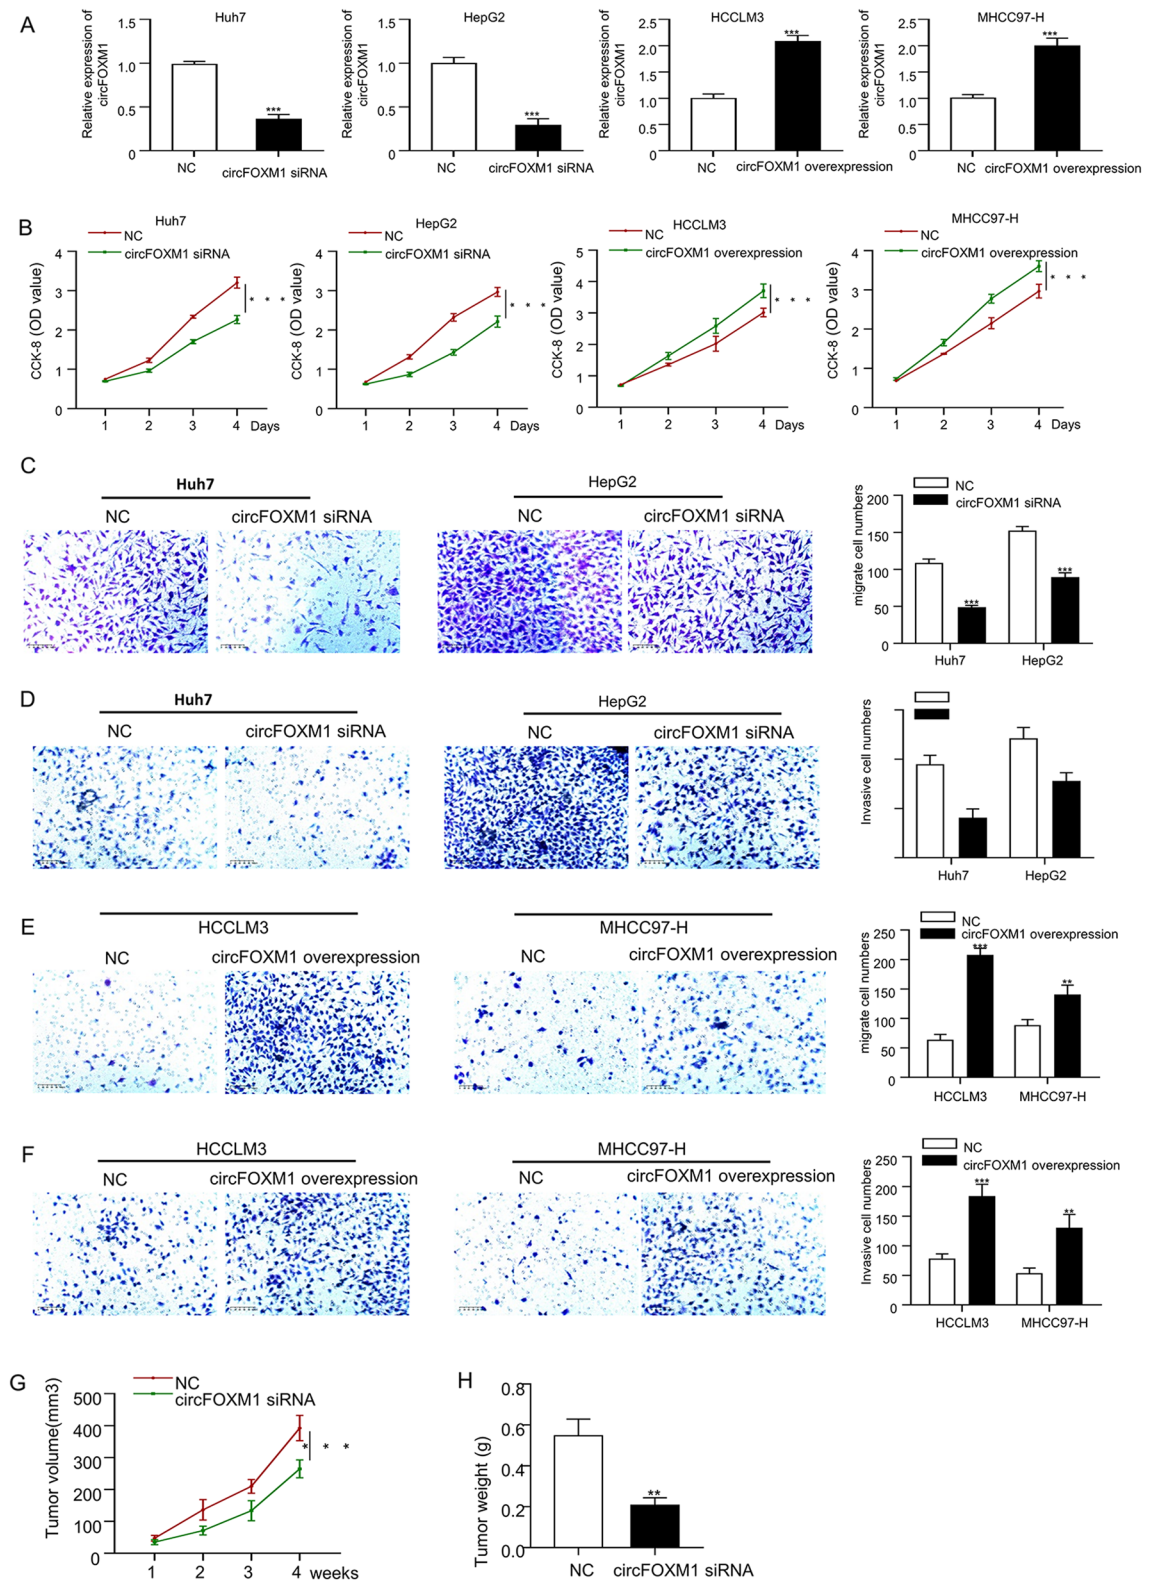 A
Huh7
Relative expression of
circFOXM1
1.5
1.0
0.5
0
***
NC
circFOXM1 siRNA
HepG2
Relative expression of
circFOXM1
1.5
1.0
0.5
0
***
NC
circFOXM1 siRNA
HCCLM3
Relative expression of
circFOXM1
2.5
2.0
1.5
1.0
0.5
0
***
NC
circFOXM1 overexpression
MHCC97-H
Relative expression of
circFOXM1
2.5
2.0
1.5
1.0
0.5
0
***
NC
circFOXM1 overexpression
B
Huh7
NC
circFOXM1 siRNA
CCK-8 (OD value)
4
3
2
1
0
* * *
1 2 3 4 Days
HepG2
NC
circFOXM1 siRNA
CCK-8 (OD value)
4
3
2
1
0
* * *
1 2 3 4 Days
HCCLM3
NC
circFOXM1 overexpression
CCK-8 (OD value)
5
4
3
2
1
0
* * *
1 2 3 4 Days
MHCC97-H
NC
circFOXM1 overexpression
CCK-8 (OD value)
4
3
2
1
0
* * *
1 2 3 4 Days
C
Huh7
NC
circFOXM1 siRNA
HepG2
NC
circFOXM1 siRNA
NC
circFOXM1 siRNA
migrate cell numbers
200
150
100
50
0
***
***
Huh7
HepG2
D
Huh7
NC
circFOXM1 siRNA
HepG2
NC
circFOXM1 siRNA
Invasive cell numbers
Huh7
HepG2
E
HCCLM3
NC
circFOXM1 overexpression
MHCC97-H
NC
circFOXM1 overexpression
NC
circFOXM1 overexpression
migrate cell numbers
250
200
150
100
50
0
***
**
HCCLM3
MHCC97-H
F
HCCLM3
NC
circFOXM1 overexpression
MHCC97-H
NC
circFOXM1 overexpression
NC
circFOXM1 overexpression
Invasive cell numbers
250
200
150
100
50
0
***
**
HCCLM3
MHCC97-H
G
NC
circFOXM1 siRNA
Tumor volume(mm3)
500
400
300
200
100
0
* * *
1 2 3 4 weeks
H
Tumor weight (g)
0.8
0.6
0.4
0.2
0.0
**
NC
circFOXM1 siRNA